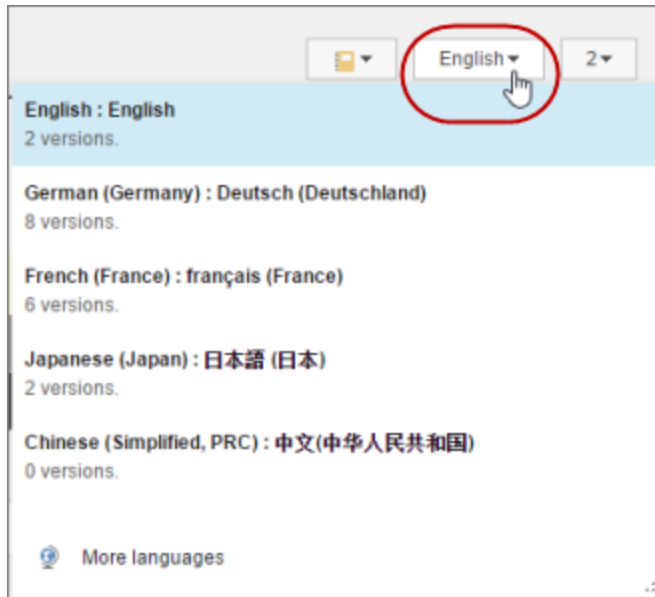 English 2
English : English
2 versions.
German (Germany) : Deutsch (Deutschland)
8 versions.
French (France) : français (France)
6 versions.
Japanese (Japan) : 日本語 (日本)
2 versions.
Chinese (Simplified, PRC) : 中文(中华人民共和国)
0 versions.
More languages